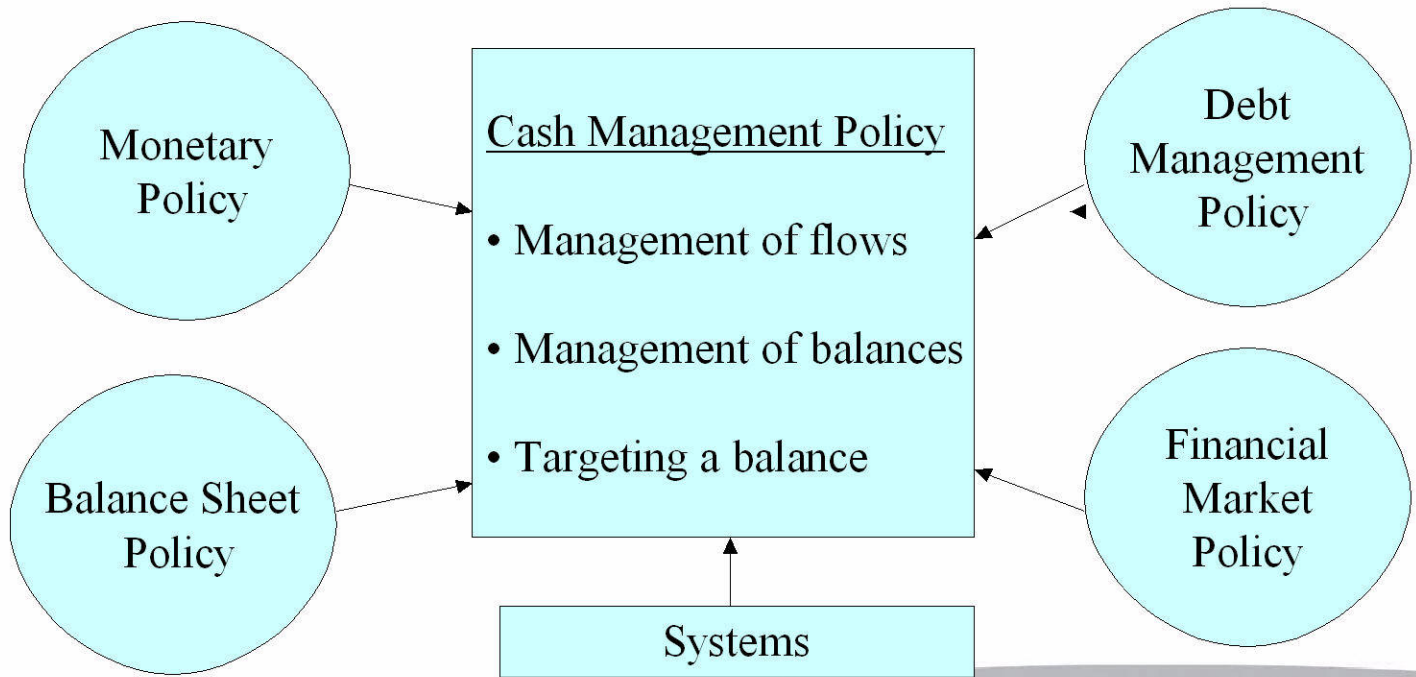 Monetary
Policy
Balance Sheet
Policy
Cash Management Policy
• Management of flows
• Management of balances
• Targeting a balance
Systems
Debt
Management
Policy
Financial
Market
Policy